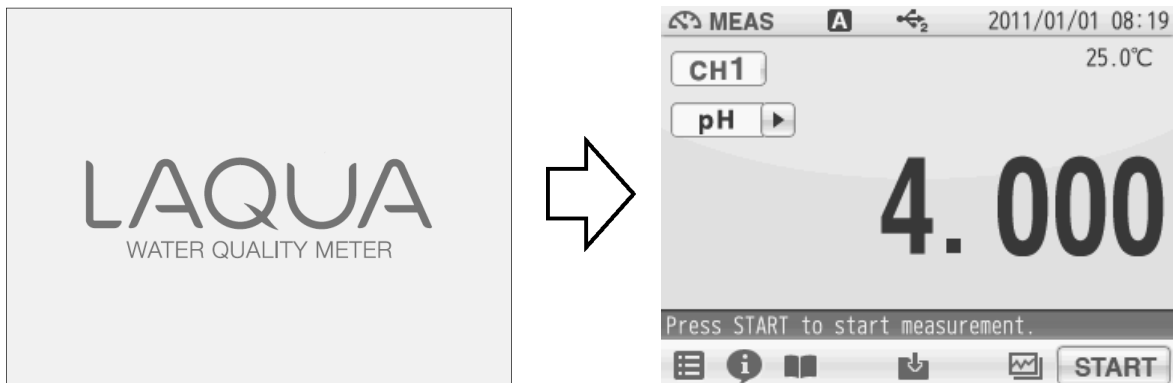 LAQUA
WATER QUALITY METER
MEAS A 2 2011/01/01 08:19
25.0℃
CH1
pH
4.000
Press START to start measurement.
START